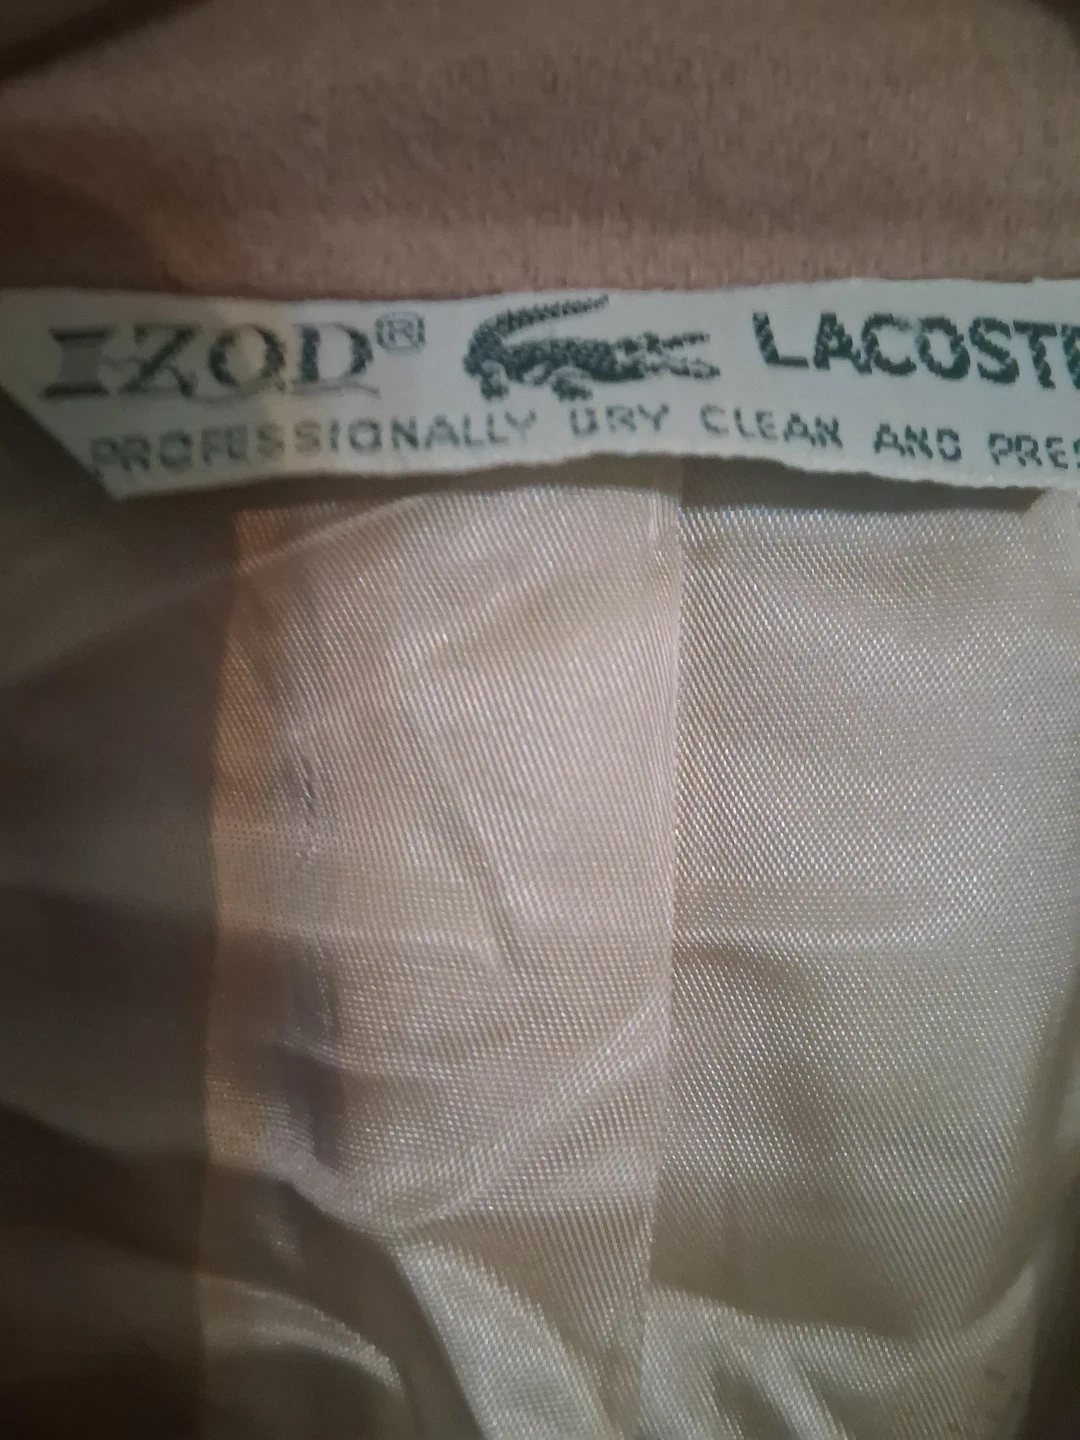 IZOD® LACOSTE
PROFESSIONALLY DRY CLEAN AND PRES